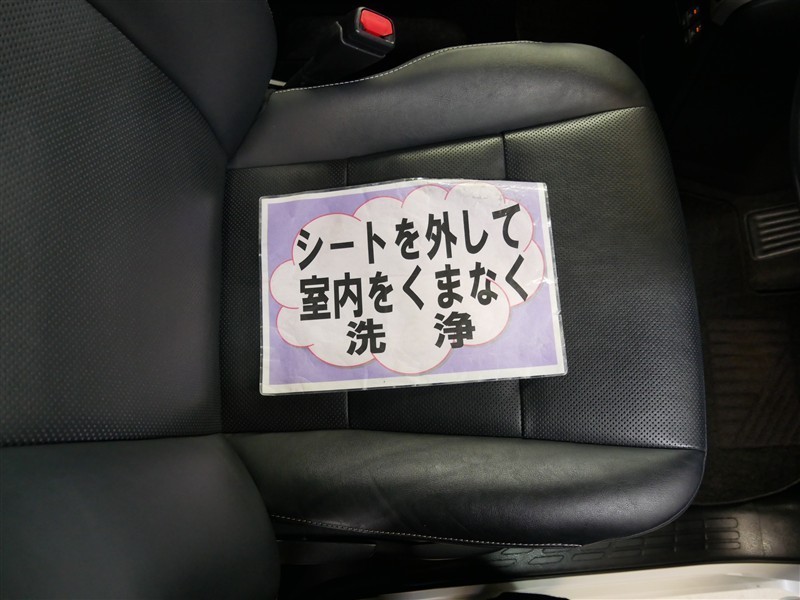 シートを外して
室内をくまなく
洗 浄